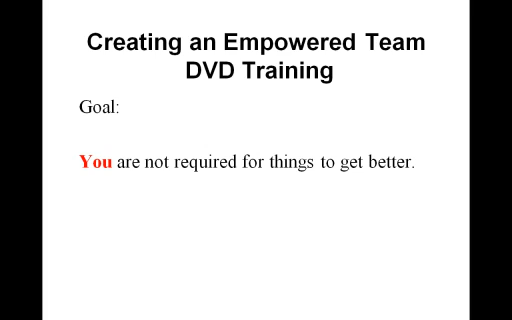 Creating an Empowered Team
DVD Training
Goal:
You are not required for things to get better.